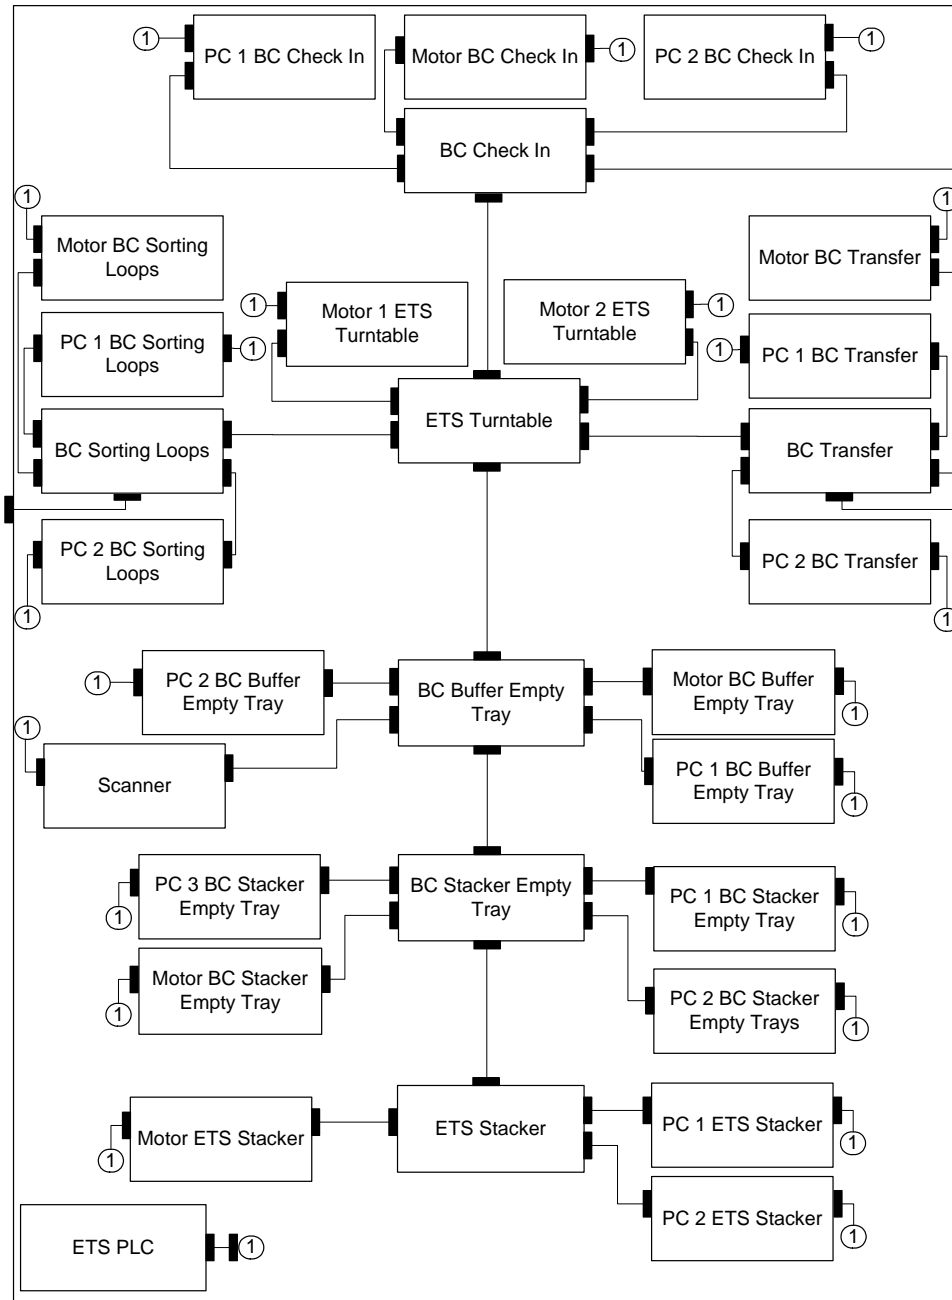 1
PC 1 BC Check In
Motor BC Check In
1
PC 2 BC Check In
1
BC Check In
1
Motor BC Sorting
Loops
1
Motor BC Transfer
1
Motor 1 ETS
Turntable
Motor 2 ETS
Turntable
1
PC 1 BC Sorting
Loops
1
1
PC 1 BC Transfer
ETS Turntable
BC Sorting Loops
BC Transfer
PC 2 BC Sorting
Loops
1
PC 2 BC Transfer
1
1
PC 2 BC Buffer
Empty Tray
BC Buffer Empty
Tray
Motor BC Buffer
Empty Tray
1
1
Scanner
PC 1 BC Buffer
Empty Tray
1
PC 3 BC Stacker
Empty Tray
1
BC Stacker Empty
Tray
PC 1 BC Stacker
Empty Tray
1
Motor BC Stacker
Empty Tray
1
PC 2 BC Stacker
Empty Trays
1
Motor ETS Stacker
1
ETS Stacker
PC 1 ETS Stacker
1
PC 2 ETS Stacker
1
ETS PLC
1